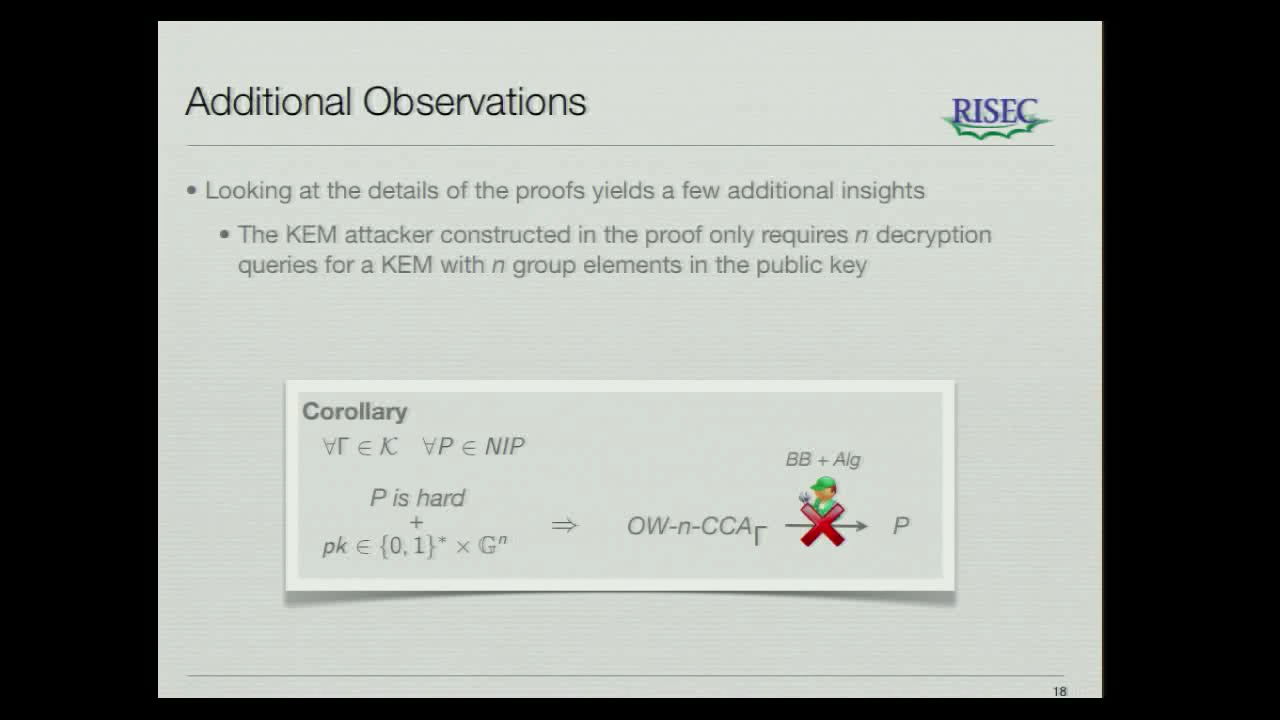 Additional Observations
RISEC
• Looking at the details of the proofs yields a few additional insights
• The KEM attacker constructed in the proof only requires n decryption
queries for a KEM with n group elements in the public key
Corollary
∀Γ ∈ 𝒦 ∀P ∈ NIP
BB + Alg
P is hard
+
pk ∈ {0, 1}* × 𝔾ⁿ ⇒ OW-n-CCA_Γ → P
18